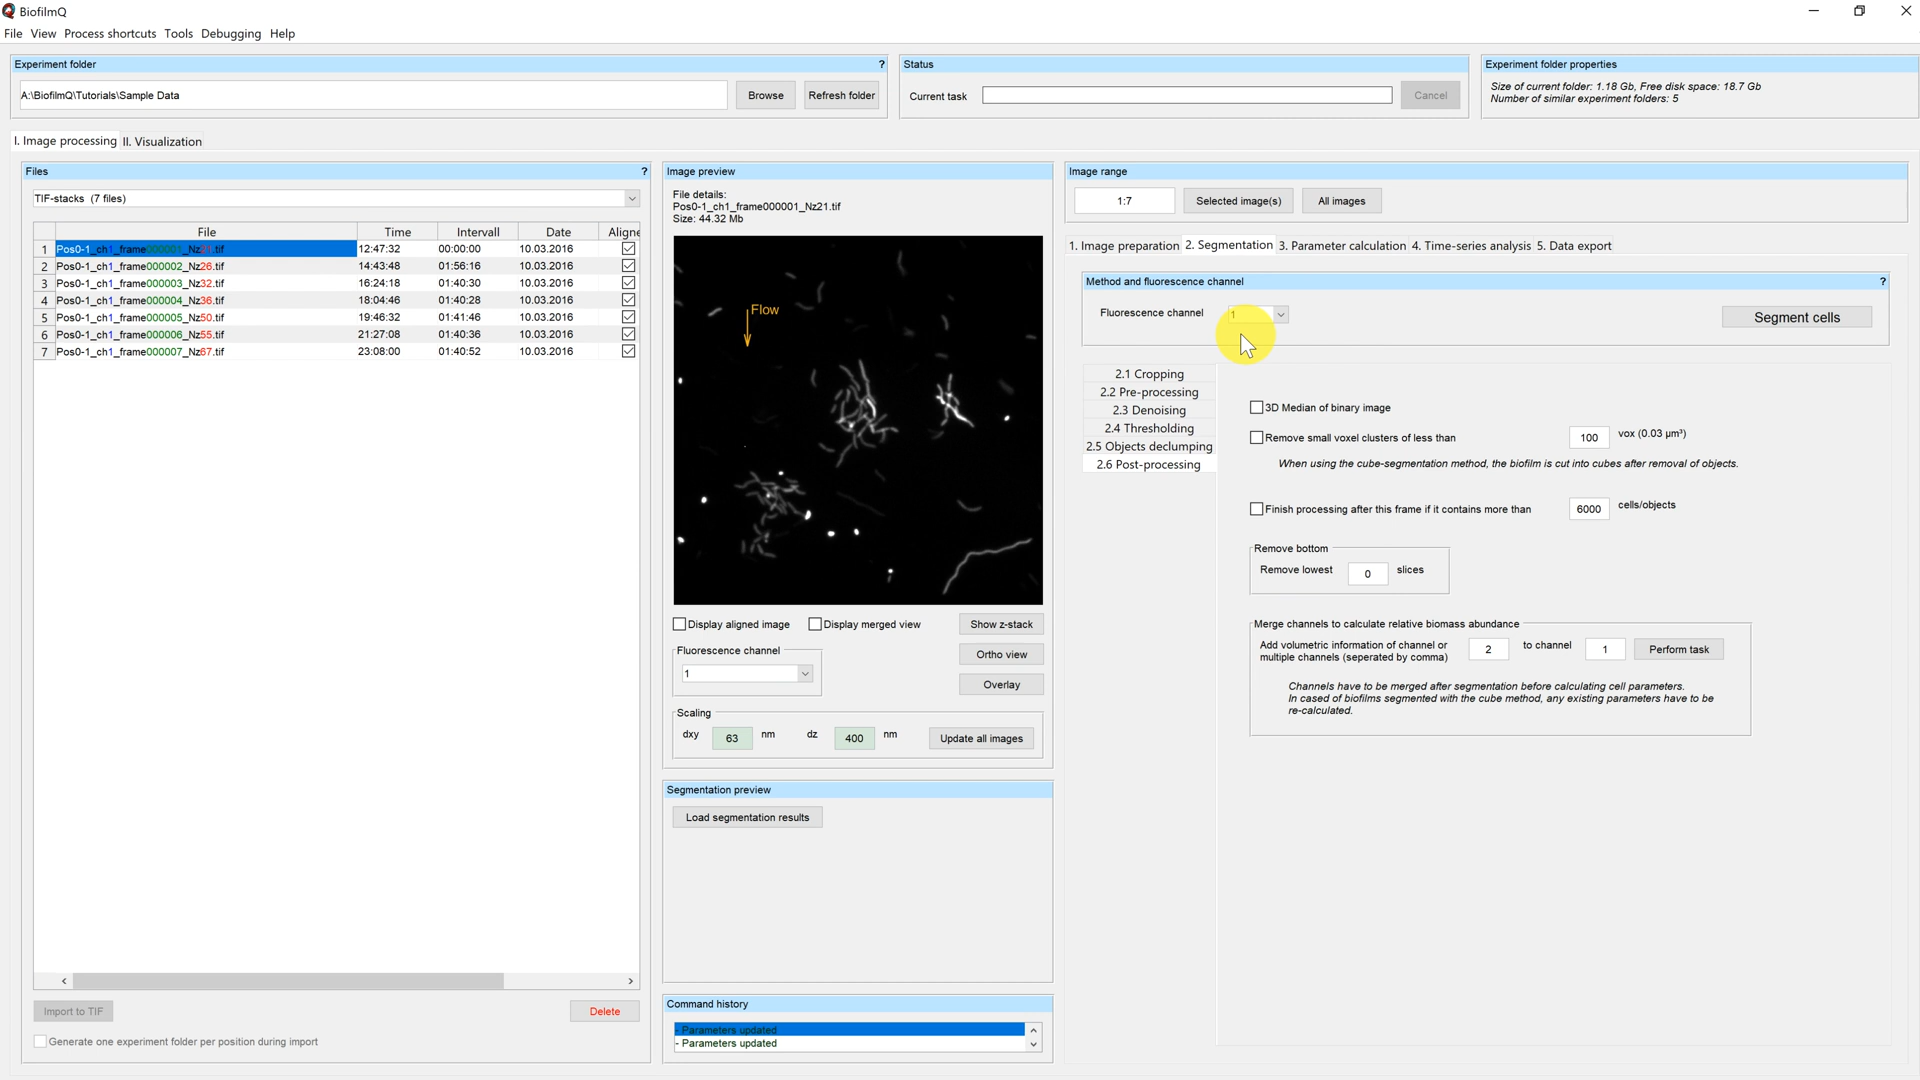 BiofilmQ
File View Process shortcuts Tools Debugging Help
Experiment folder ?
A:\BiofilmQ\Tutorials\Sample Data
Browse
Refresh folder
Status
Current task
Cancel
Experiment folder properties
Size of current folder: 1.18 Gb, Free disk space: 18.7 Gb
Number of similar experiment folders: 5
I. Image processing II. Visualization
Files ?
TIF-stacks (7 files)
File Time Intervall Date Aligne
1 Pos0-1_ch1_frame000001_Nz21.tif 12:47:32 00:00:00 10.03.2016
2 Pos0-1_ch1_frame000002_Nz26.tif 14:43:48 01:56:16 10.03.2016
3 Pos0-1_ch1_frame000003_Nz32.tif 16:24:18 01:40:30 10.03.2016
4 Pos0-1_ch1_frame000004_Nz36.tif 18:04:46 01:40:28 10.03.2016
5 Pos0-1_ch1_frame000005_Nz50.tif 19:46:32 01:41:46 10.03.2016
6 Pos0-1_ch1_frame000006_Nz55.tif 21:27:08 01:40:36 10.03.2016
7 Pos0-1_ch1_frame000007_Nz67.tif 23:08:00 01:40:52 10.03.2016
Import to TIF
Delete
Generate one experiment folder per position during import
Image preview
File details:
Pos0-1_ch1_frame000001_Nz21.tif
Size: 44.32 Mb
Flow
Display aligned image
Display merged view
Show z-stack
Fluorescence channel
1
Ortho view
Overlay
Scaling
dxy 63 nm dz 400 nm
Update all images
Segmentation preview
Load segmentation results
Command history
- Parameters updated
- Parameters updated
Image range
1:7
Selected image(s)
All images
1. Image preparation 2. Segmentation 3. Parameter calculation 4. Time-series analysis 5. Data export
Method and fluorescence channel ?
Fluorescence channel 1
Segment cells
2.1 Cropping
2.2 Pre-processing
2.3 Denoising
2.4 Thresholding
2.5 Objects declumping
2.6 Post-processing
3D Median of binary image
Remove small voxel clusters of less than 100 vox (0.03 µm³)
When using the cube-segmentation method, the biofilm is cut into cubes after removal of objects.
Finish processing after this frame if it contains more than 6000 cells/objects
Remove bottom
Remove lowest 0 slices
Merge channels to calculate relative biomass abundance
Add volumetric information of channel or
multiple channels (seperated by comma)
2 to channel 1
Perform task
Channels have to be merged after segmentation before calculating cell parameters.
In cased of biofilms segmented with the cube method, any existing parameters have to be
re-calculated.